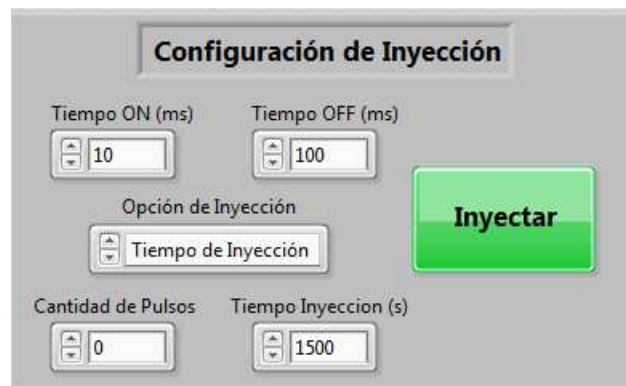 Configuración de Inyección
Tiempo ON (ms) Tiempo OFF (ms)
10 100
Opción de Inyección
Tiempo de Inyección
Inyectar
Cantidad de Pulsos Tiempo Inyeccion (s)
0 1500